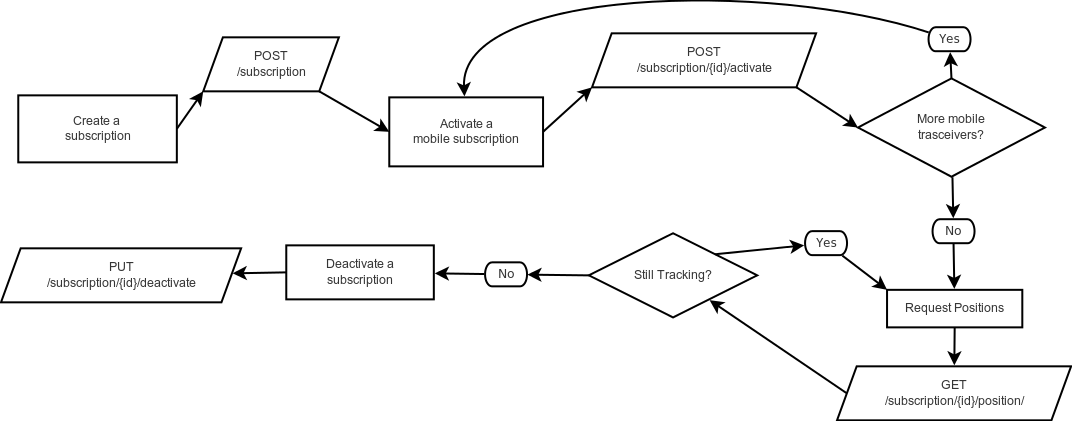 Create a
subscription
POST
/subscription
Activate a
mobile subscription
POST
/subscription/{id}/activate
More mobile
trasceivers?
Yes
No
Request Positions
GET
/subscription/{id}/position/
Still Tracking?
Yes
No
Deactivate a
subscription
PUT
/subscription/{id}/deactivate